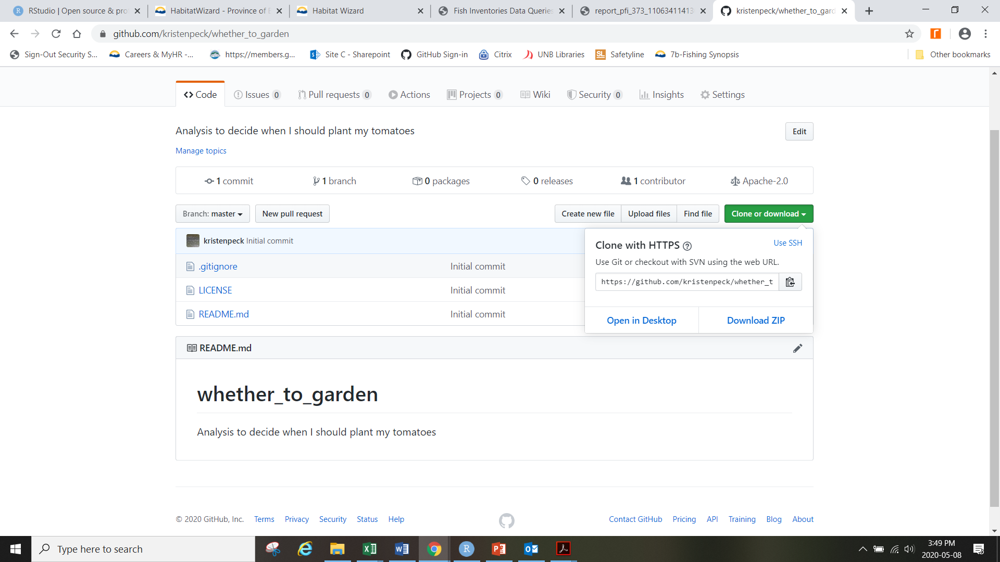 RStudio | Open source & pro
HabitatWizard - Province of B
Habitat Wizard
Fish Inventories Data Queries
report_pfi_373_11063411413
kristenpeck/whether_to_gard
github.com/kristenpeck/whether_to_garden
Sign-Out Security S...
Careers & MyHR -...
https://members.g...
Site C - Sharepoint
GitHub Sign-in
Citrix
UNB Libraries
SL Safetyline
7b-Fishing Synopsis
Other bookmarks
Code
Issues 0
Pull requests 0
Actions
Projects 0
Wiki
Security 0
Insights
Settings
Analysis to decide when I should plant my tomatoes
Edit
Manage topics
1 commit
1 branch
0 packages
0 releases
1 contributor
Apache-2.0
Branch: master
New pull request
Create new file
Upload files
Find file
Clone or download
kristenpeck Initial commit
.gitignore Initial commit
LICENSE Initial commit
README.md Initial commit
Clone with HTTPS ?
Use SSH
Use Git or checkout with SVN using the web URL.
https://github.com/kristenpeck/whether_t
Open in Desktop
Download ZIP
README.md
whether_to_garden
Analysis to decide when I should plant my tomatoes
© 2020 GitHub, Inc.
Terms
Privacy
Security
Status
Help
Contact GitHub
Pricing
API
Training
Blog
About
Type here to search
3:49 PM
2020-05-08